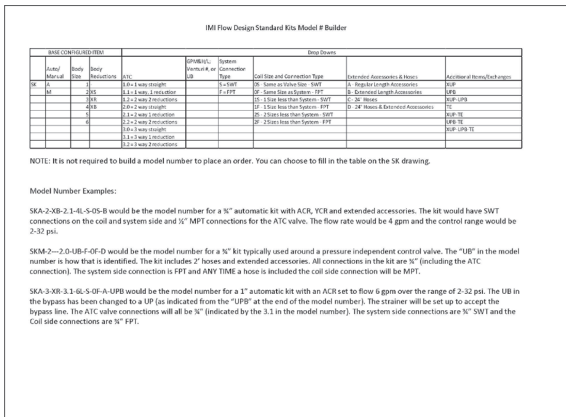 IMI Flow Design Standard Kits Model # Builder
BASE CONFIGURED ITEM Drop Downs
Auto/ Manual Body Size Body Reductions ATC GPM&H/L, Venturi #, or UB System Connection Type Coil Size and Connection Type Extended Accessories & Hoses Additional Items/Exchanges
SK A 1 1.0 = 1 way straight S = SWT 0S - Same as Valve Size - SWT A - Regular Length Accessories XUP
M 2 XS 1.1 = 1 way, 1 reduction F = FPT 0F - Same Size as System - FPT B - Extended Length Accessories UPB
3 XR 1.2 = 2 way 2 reductions 1S - 1 Size less than System - SWT C - 24" Hoses XUP-UPB
4 XB 2.0 = 2 way straight 1F - 1 Size less than System - FPT D - 24" Hoses & Extended Accessories TE
5 2.1 = 2 way 1 reduction 2S - 2 Sizes less than System - SWT XUP-TE
6 2.2 = 2 way 2 reductions 2F - 2 Sizes less than System - FPT UPB-TE
3.0 = 3 way straight XUP-UPB-TE
3.1 = 3 way 1 reduction
3.2 = 3 way 2 reductions
NOTE: It is not required to build a model number to place an order. You can choose to fill in the table on the SK drawing.
Model Number Examples:
SKA-2-XB-2.1-4L-S-0S-B would be the model number for a ¾" automatic kit with ACR, YCR and extended accessories. The kit would have SWT
connections on the coil and system side and ½" MPT connections for the ATC valve. The flow rate would be 4 gpm and the control range would be
2-32 psi.
SKM-2—2.0-UB-F-0F-D would be the model number for a ¾" kit typically used around a pressure independent control valve. The "UB" in the model
number is how that is identified. The kit includes 2' hoses and extended accessories. All connections in the kit are ¾" (including the ATC
connection). The system side connection is FPT and ANY TIME a hose is included the coil side connection will be MPT.
SKA-3-XR-3.1-6L-S-0F-A-UPB would be the model number for a 1" automatic kit with an ACR set to flow 6 gpm over the range of 2-32 psi. The UB in
the bypass has been changed to a UP (as indicated from the "UPB" at the end of the model number). The strainer will be set up to accept the
bypass line. The ATC valve connections will all be ¾" (indicated by the 3.1 in the model number). The system side connections are ¾" SWT and the
Coil side connections are ¾" FPT.